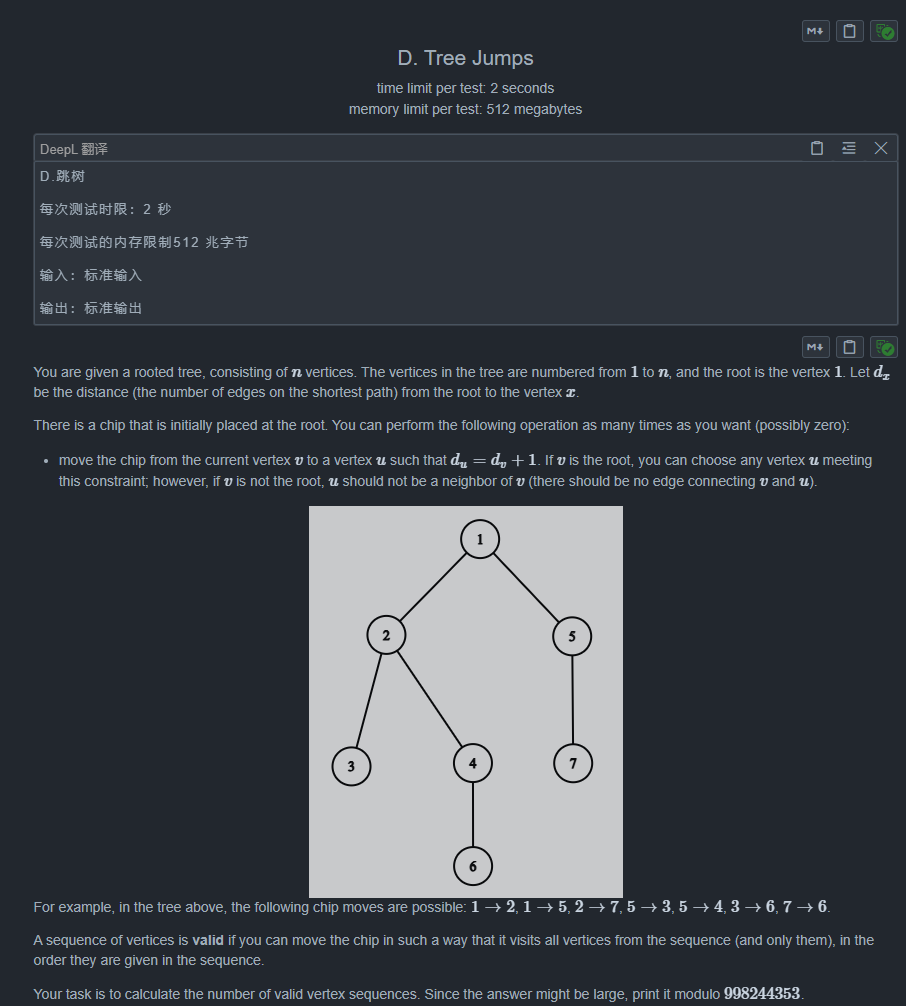 M↓
D. Tree Jumps
time limit per test: 2 seconds
memory limit per test: 512 megabytes
DeepL 翻译
D.跳树
每次测试时限：2 秒
每次测试的内存限制512 兆字节
输入：标准输入
输出：标准输出
M↓
You are given a rooted tree, consisting of n vertices. The vertices in the tree are numbered from 1 to n, and the root is the vertex 1. Let dₓ
be the distance (the number of edges on the shortest path) from the root to the vertex x.
There is a chip that is initially placed at the root. You can perform the following operation as many times as you want (possibly zero):
• move the chip from the current vertex v to a vertex u such that dᵤ = dᵥ + 1. If v is the root, you can choose any vertex u meeting
this constraint; however, if v is not the root, u should not be a neighbor of v (there should be no edge connecting v and u).
1
2
5
3
4
7
6
For example, in the tree above, the following chip moves are possible: 1 → 2, 1 → 5, 2 → 7, 5 → 3, 5 → 4, 3 → 6, 7 → 6.
A sequence of vertices is valid if you can move the chip in such a way that it visits all vertices from the sequence (and only them), in the
order they are given in the sequence.
Your task is to calculate the number of valid vertex sequences. Since the answer might be large, print it modulo 998244353.